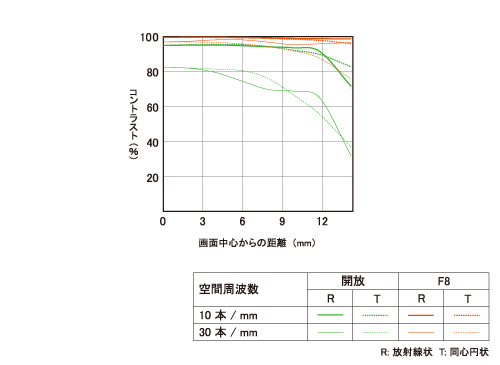 100
80
60
40
20
コントラスト(%)
0 3 6 9 12
画面中心からの距離 (mm)
空間周波数 開放 F8
R T R T
10 本 / mm
30 本 / mm
R: 放射線状 T: 同心円状